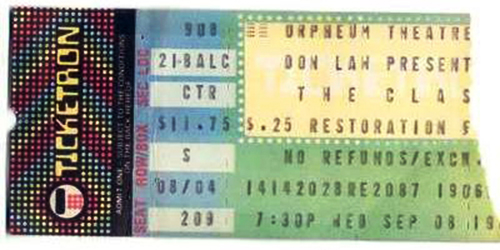 TICKETRON
ADMIT ONE - SUBJECT TO THE CONDITIONS
ON THE BACK HEREOF
SEAT ROW/BOX SEC LOC.
908
21-BALC
CTR
$11.75
S
08/04
209
ORPHEUM THEATRE
DON LAW PRESENT
THE CLAS
$.25 RESTORATION
NO REFUNDS/EXCH.
14142028RE2087 1906
7:30PM WED SEP 08 19